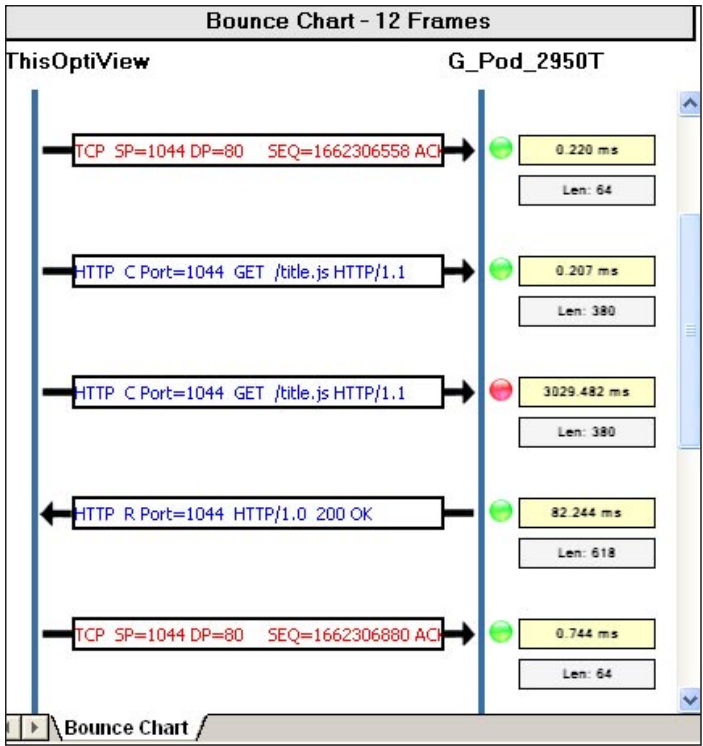 Bounce Chart - 12 Frames
ThisOptiView G_Pod_2950T
TCP SP=1044 DP=80 SEQ=1662306558 ACK
0.220 ms
Len: 64
HTTP C Port=1044 GET /title.js HTTP/1.1
0.207 ms
Len: 380
HTTP C Port=1044 GET /title.js HTTP/1.1
3029.482 ms
Len: 380
HTTP R Port=1044 HTTP/1.0 200 OK
82.244 ms
Len: 618
TCP SP=1044 DP=80 SEQ=1662306880 ACK
0.744 ms
Len: 64
Bounce Chart